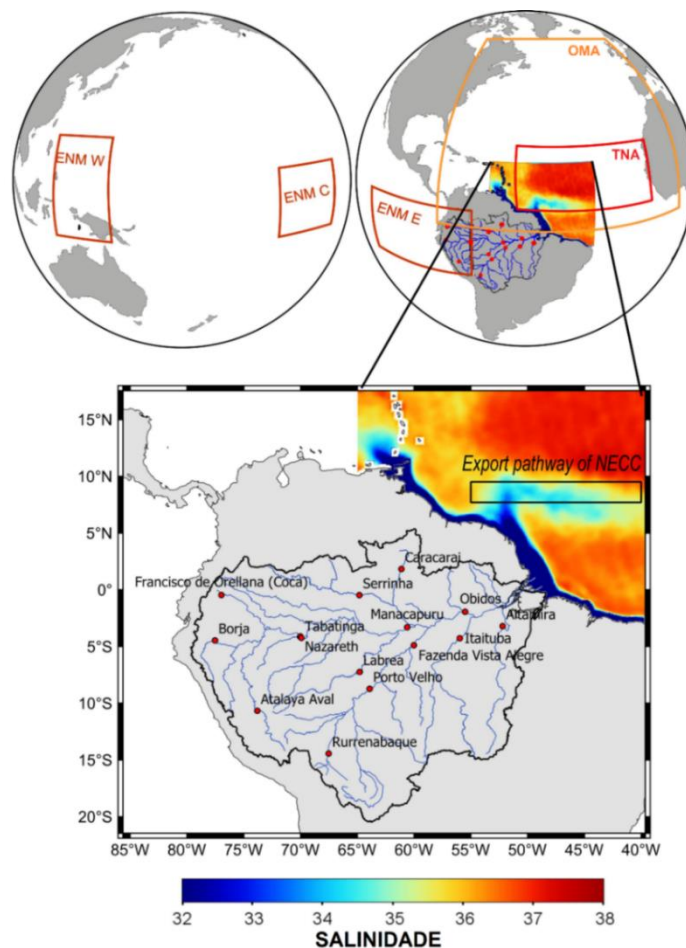 OMA
ENM W
ENM C
TNA
ENM E
15°N
Export pathway of NECC
10°N
5°N
Caracarai
Francisco de Orellana (Coca)
Serrinha
0°
Obidos
Altamira
Manacapuru
Borja
Tabatinga
Itaituba
5°S
Nazareth
Fazenda Vista Alegre
Labrea
Porto Velho
10°S
Atalaya Aval
Rurrenabaque
15°S
20°S
85°W 80°W 75°W 70°W 65°W 60°W 55°W 50°W 45°W 40°W
32 33 34 35 36 37 38
SALINIDADE